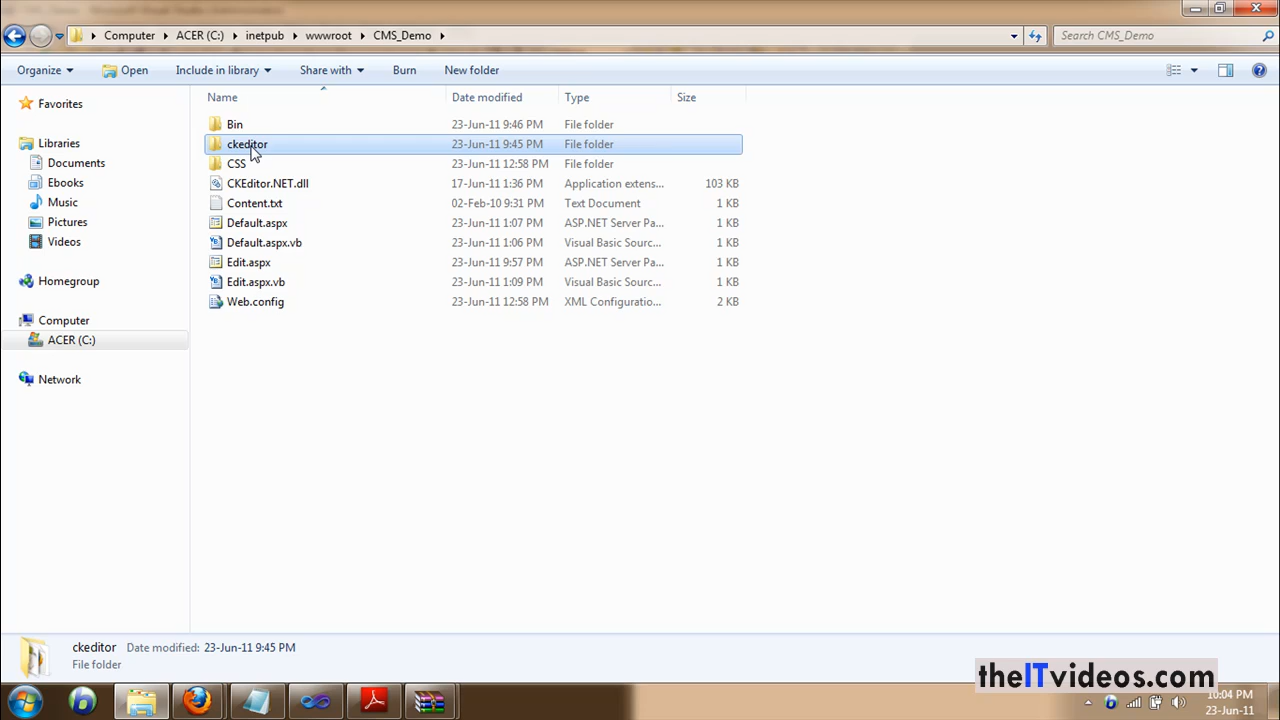 Computer ACER (C:) inetpub wwwroot CMS_Demo Search CMS_Demo
Organize Open Include in library Share with Burn New folder
Name Date modified Type Size
Favorites
Libraries
Documents
Ebooks
Music
Pictures
Videos
Homegroup
Computer
ACER (C:)
Network
Bin 23-Jun-11 9:46 PM File folder
ckeditor 23-Jun-11 9:45 PM File folder
CSS 23-Jun-11 12:58 PM File folder
CKEditor.NET.dll 17-Jun-11 1:36 PM Application extens... 103 KB
Content.txt 02-Feb-10 9:31 PM Text Document 1 KB
Default.aspx 23-Jun-11 1:07 PM ASP.NET Server Pa... 1 KB
Default.aspx.vb 23-Jun-11 1:06 PM Visual Basic Sourc... 1 KB
Edit.aspx 23-Jun-11 9:57 PM ASP.NET Server Pa... 1 KB
Edit.aspx.vb 23-Jun-11 1:09 PM Visual Basic Sourc... 1 KB
Web.config 23-Jun-11 12:58 PM XML Configuratio... 2 KB
ckeditor Date modified: 23-Jun-11 9:45 PM
File folder
theITvideos.com
10:04 PM
23-Jun-11